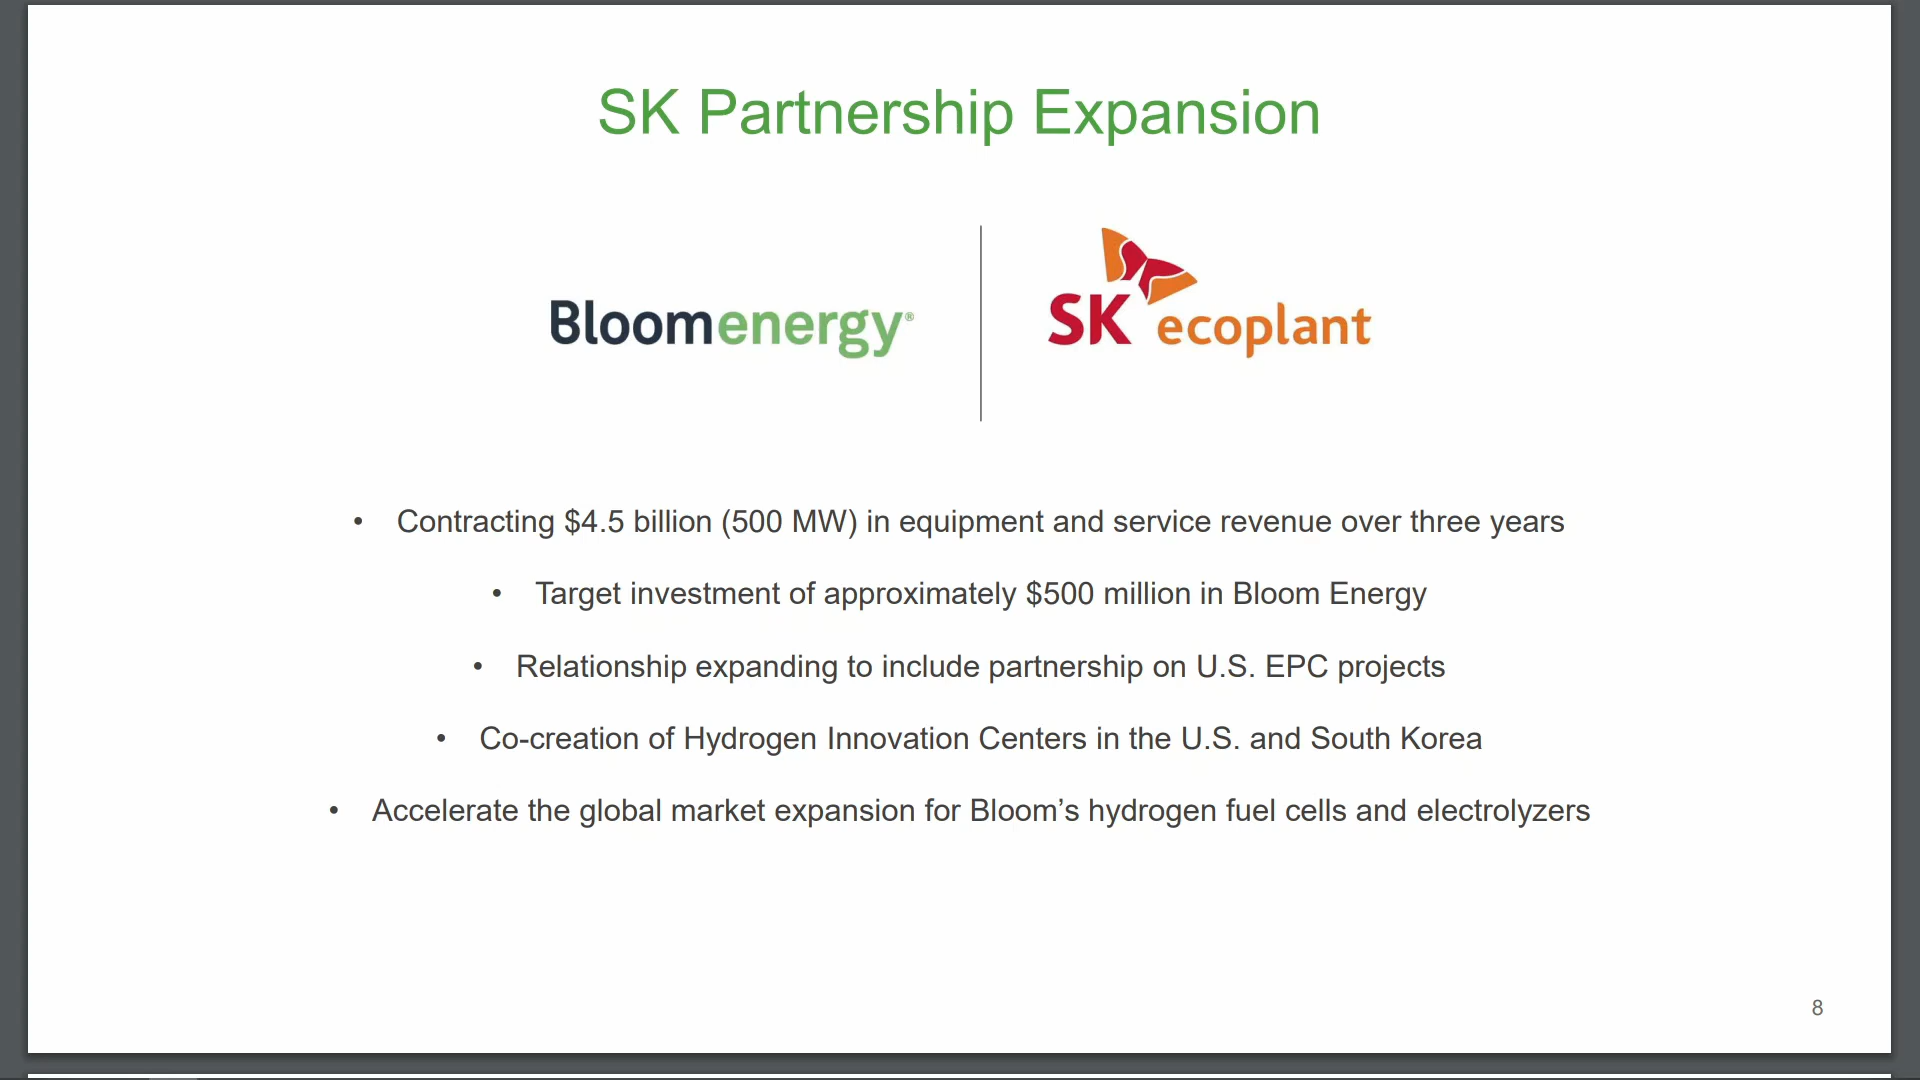 SK Partnership Expansion
Bloomenergy®
SK ecoplant
• Contracting $4.5 billion (500 MW) in equipment and service revenue over three years
• Target investment of approximately $500 million in Bloom Energy
• Relationship expanding to include partnership on U.S. EPC projects
• Co-creation of Hydrogen Innovation Centers in the U.S. and South Korea
• Accelerate the global market expansion for Bloom’s hydrogen fuel cells and electrolyzers
8